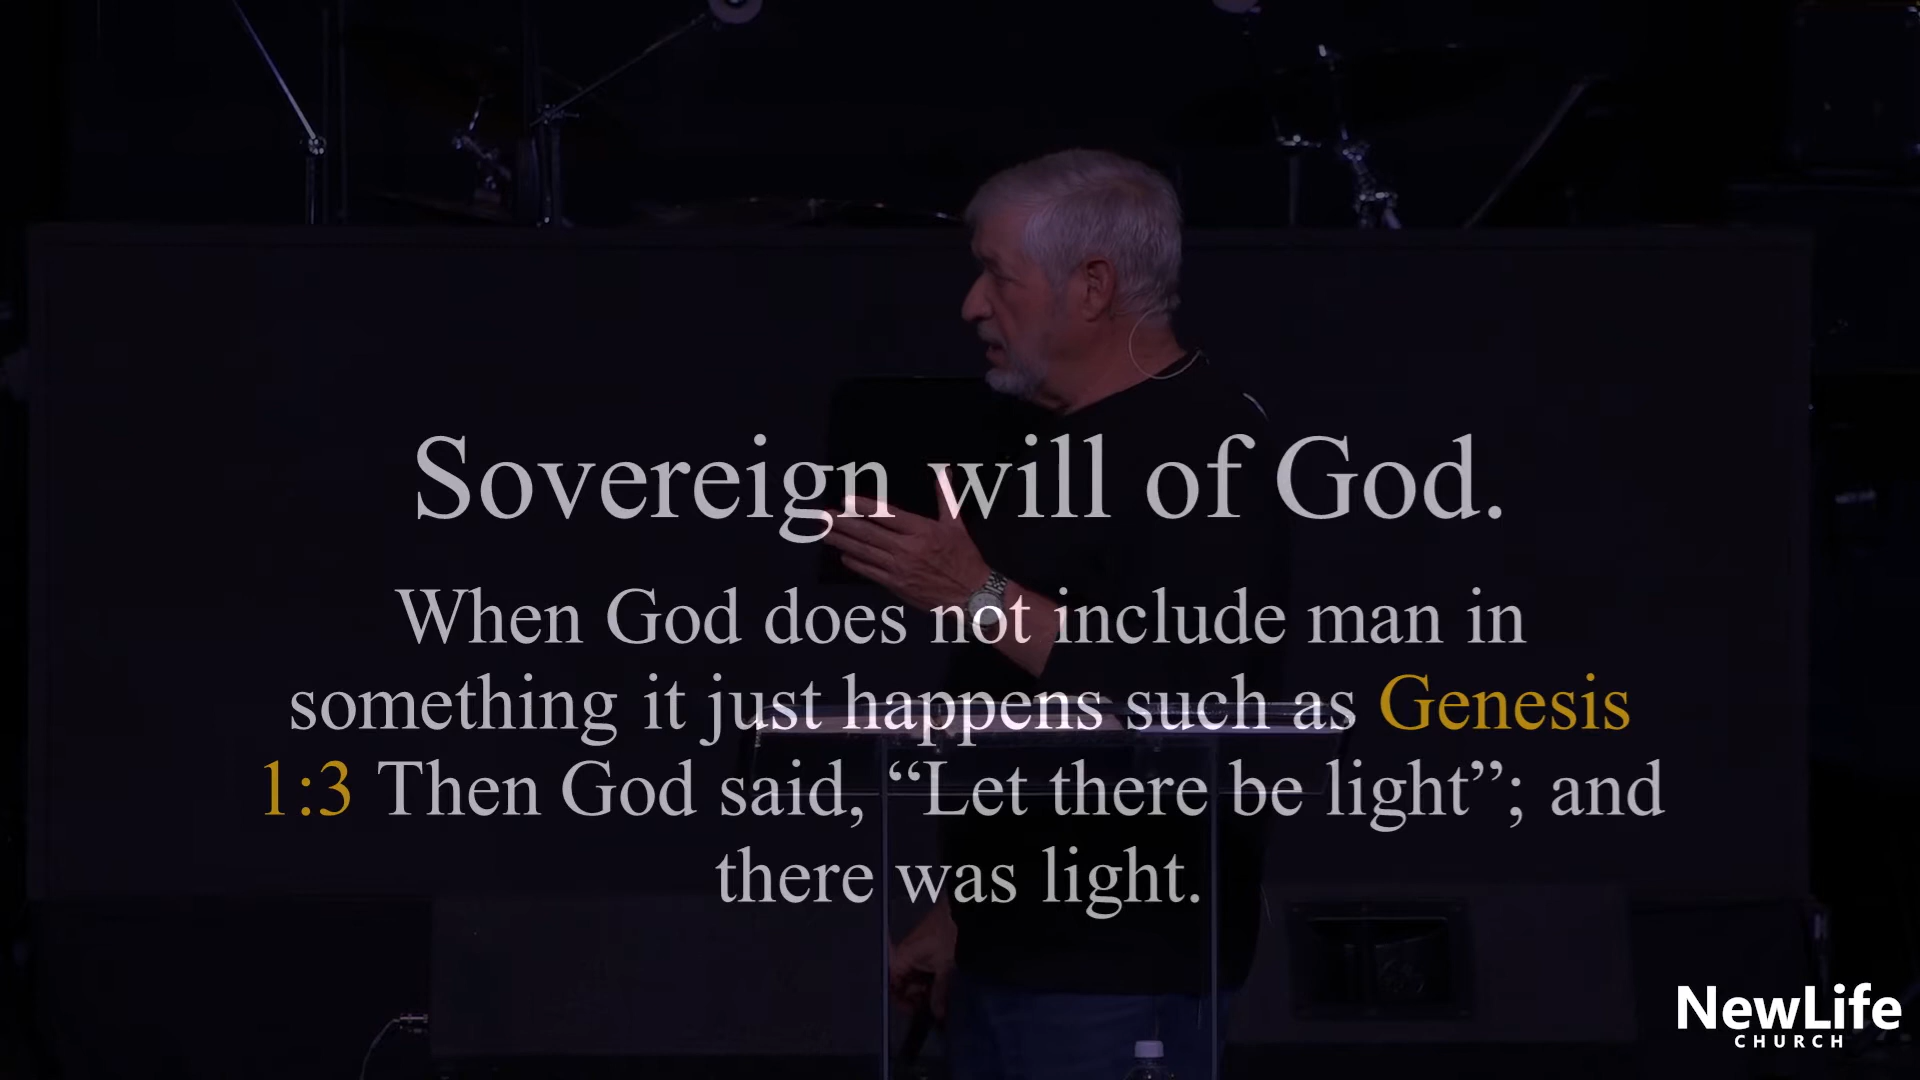 Sovereign will of God.
When God does not include man in
something it just happens such as Genesis
1:3 Then God said, “Let there be light”; and
there was light.
NewLife
CHURCH